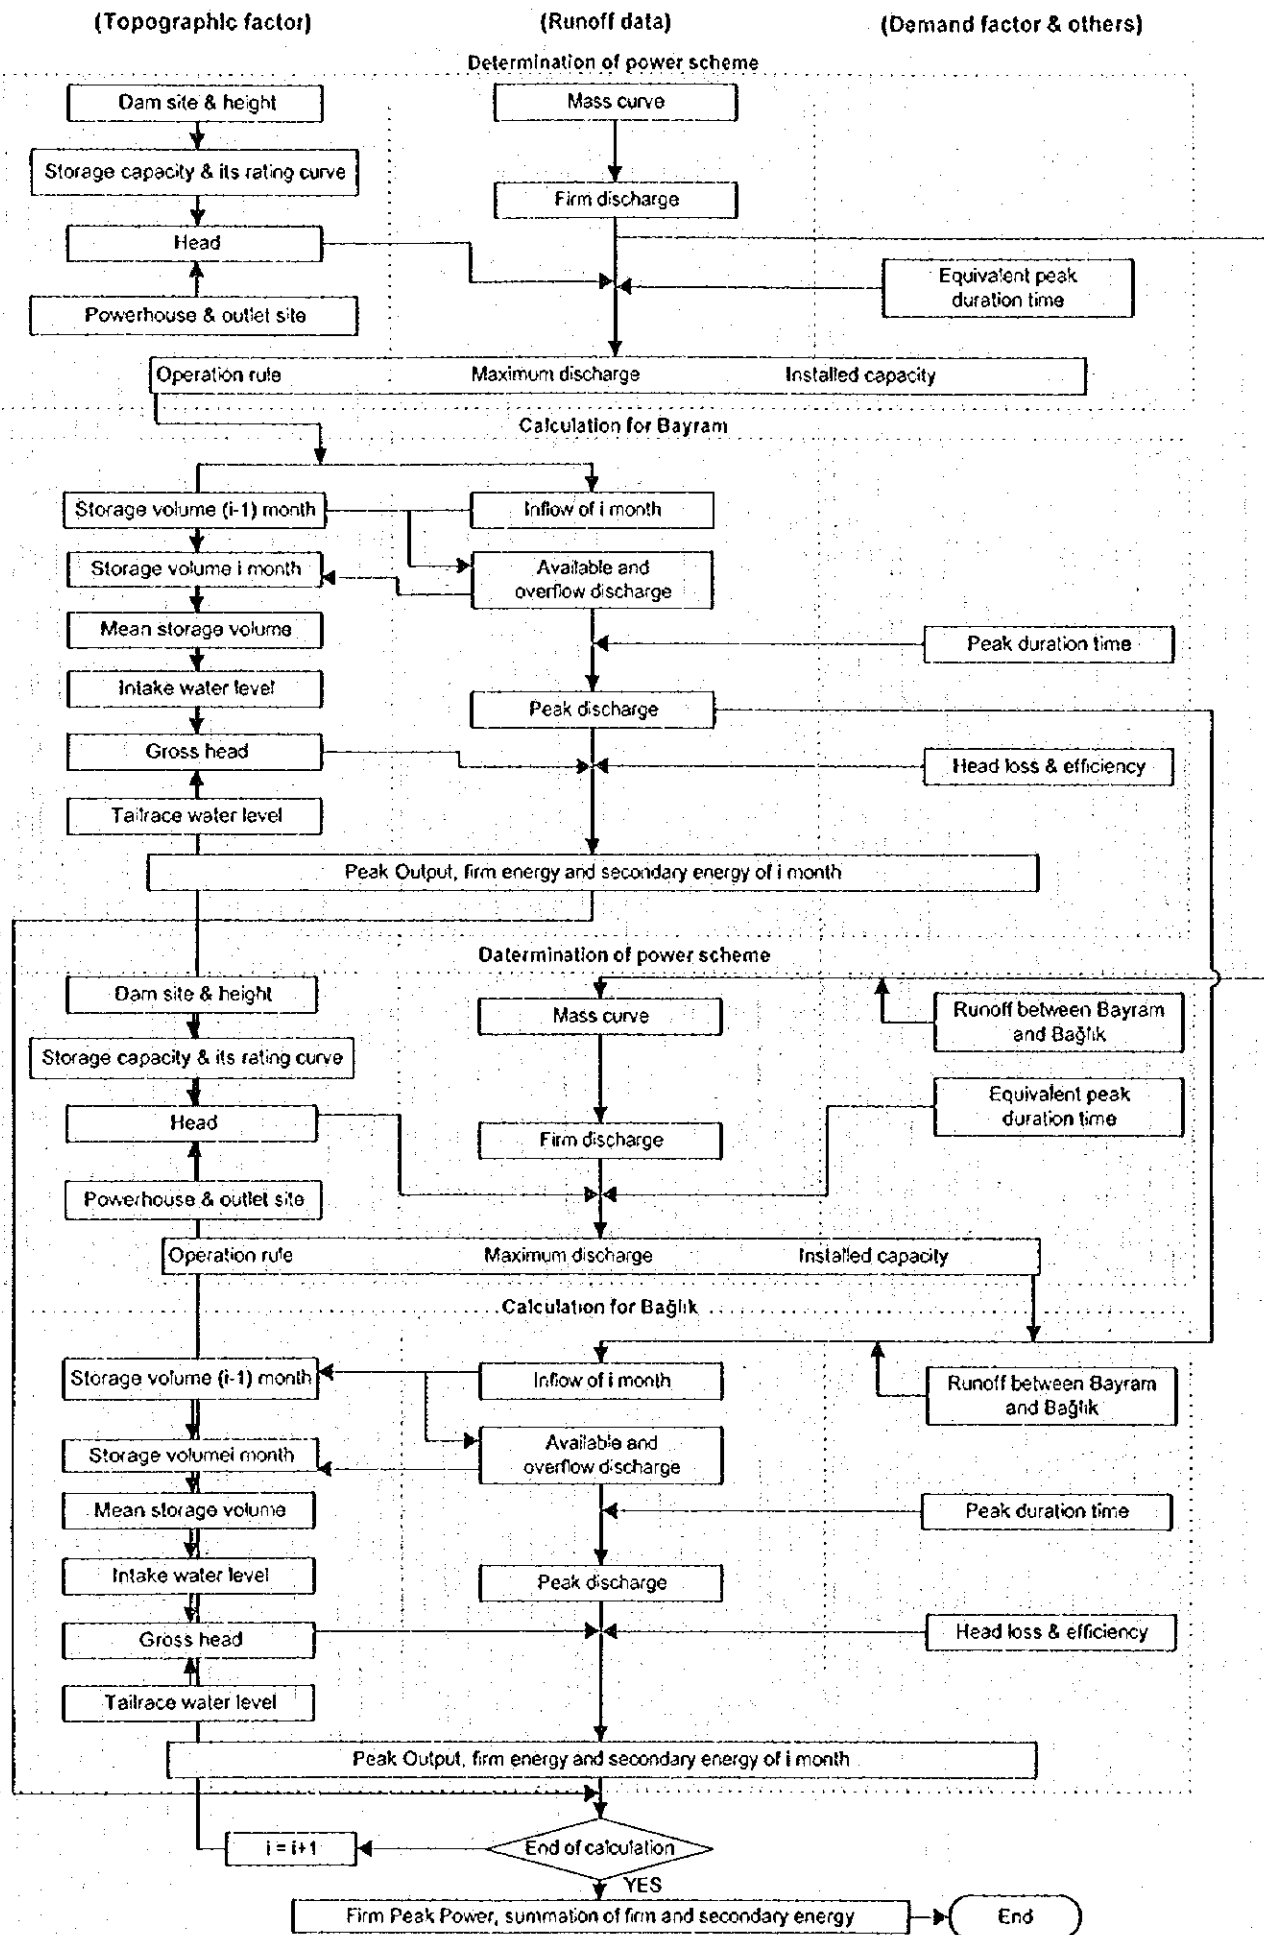 (Topographic factor)
(Runoff data)
(Demand factor & others)
Determination of power scheme
Dam site & height
Mass curve
Storage capacity & its rating curve
Firm discharge
Head
Equivalent peak
duration time
Powerhouse & outlet site
Operation rule
Maximum discharge
Installed capacity
Calculation for Bayram
Storage volume (i-1) month
Inflow of i month
Storage volume i month
Available and
overflow discharge
Mean storage volume
Peak duration time
Intake water level
Peak discharge
Gross head
Head loss & efficiency
Tailrace water level
Peak Output, firm energy and secondary energy of i month
Datermination of power scheme
Dam site & height
Mass curve
Runoff between Bayram
and Bağlık
Storage capacity & its rating curve
Head
Equivalent peak
duration time
Firm discharge
Powerhouse & outlet site
Operation rule
Maximum discharge
Installed capacity
Calculation for Bağlık
Storage volume (i-1) month
Inflow of i month
Runoff between Bayram
and Bağlık
Storage volumei month
Available and
overflow discharge
Mean storage volume
Peak duration time
Intake water level
Peak discharge
Gross head
Head loss & efficiency
Tailrace water level
Peak Output, firm energy and secondary energy of i month
i = i+1
End of calculation
YES
Firm Peak Power, summation of firm and secondary energy
End